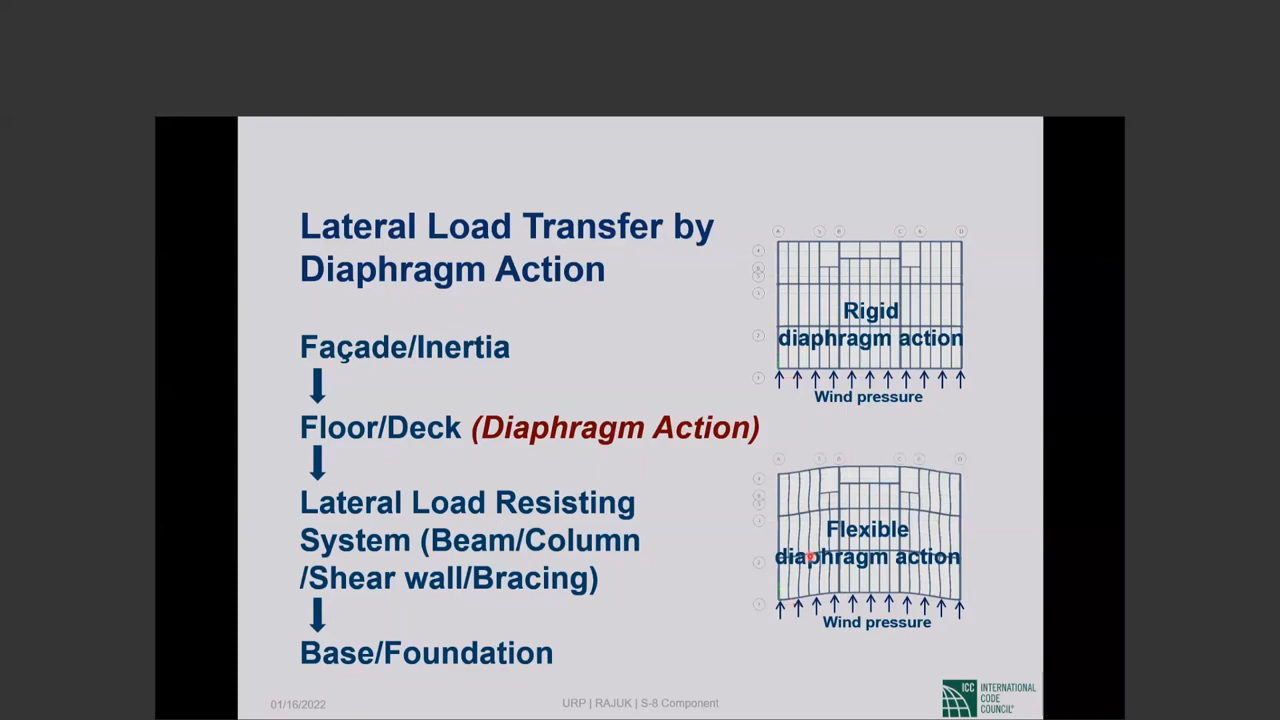 Lateral Load Transfer by
Diaphragm Action
Façade/Inertia
Floor/Deck (Diaphragm Action)
Lateral Load Resisting
System (Beam/Column
/Shear wall/Bracing)
Base/Foundation
Rigid
diaphragm action
Wind pressure
Flexible
diaphragm action
Wind pressure
01/16/2022
URP | RAJUK | S-8 Component
ICC
INTERNATIONAL
CODE
COUNCIL®